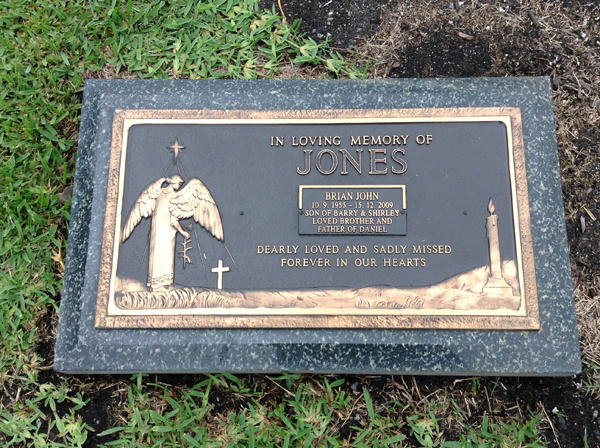 IN LOVING MEMORY OF
JONES
BRIAN JOHN
10. 9. 1955 – 15. 12. 2009
SON OF BARRY & SHIRLEY
LOVED BROTHER AND
FATHER OF DANIEL
DEARLY LOVED AND SADLY MISSED
FOREVER IN OUR HEARTS